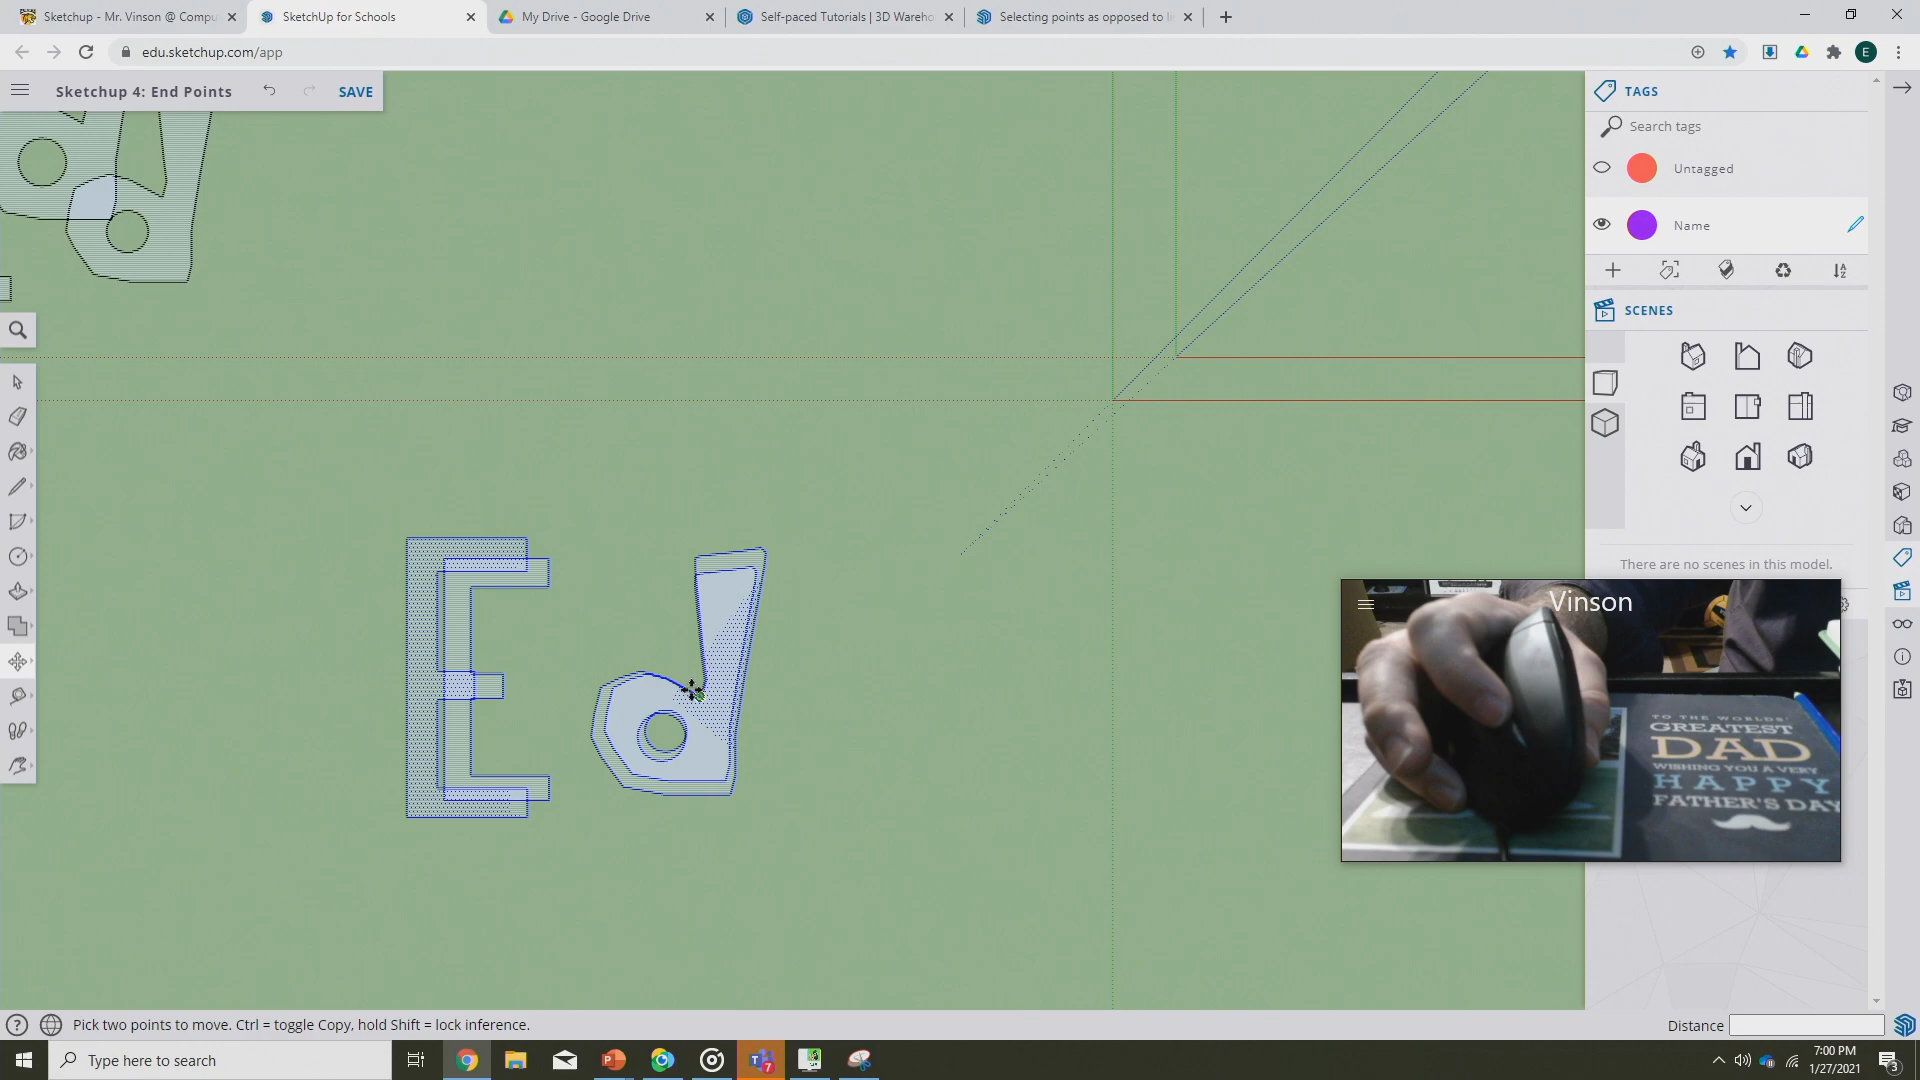 Sketchup - Mr. Vinson @ Compu
SketchUp for Schools
My Drive - Google Drive
Self-paced Tutorials | 3D Wareho
Selecting points as opposed to li
edu.sketchup.com/app
E
Sketchup 4: End Points
SAVE
TAGS
Search tags
Untagged
Name
SCENES
There are no scenes in this model.
Vinson
TO THE WORLDS'
GREATEST
DAD
WISHING YOU A VERY
HAPPY
FATHER'S DAY
Ed
Pick two points to move. Ctrl = toggle Copy, hold Shift = lock inference.
Distance
Type here to search
7
7:00 PM
1/27/2021
3